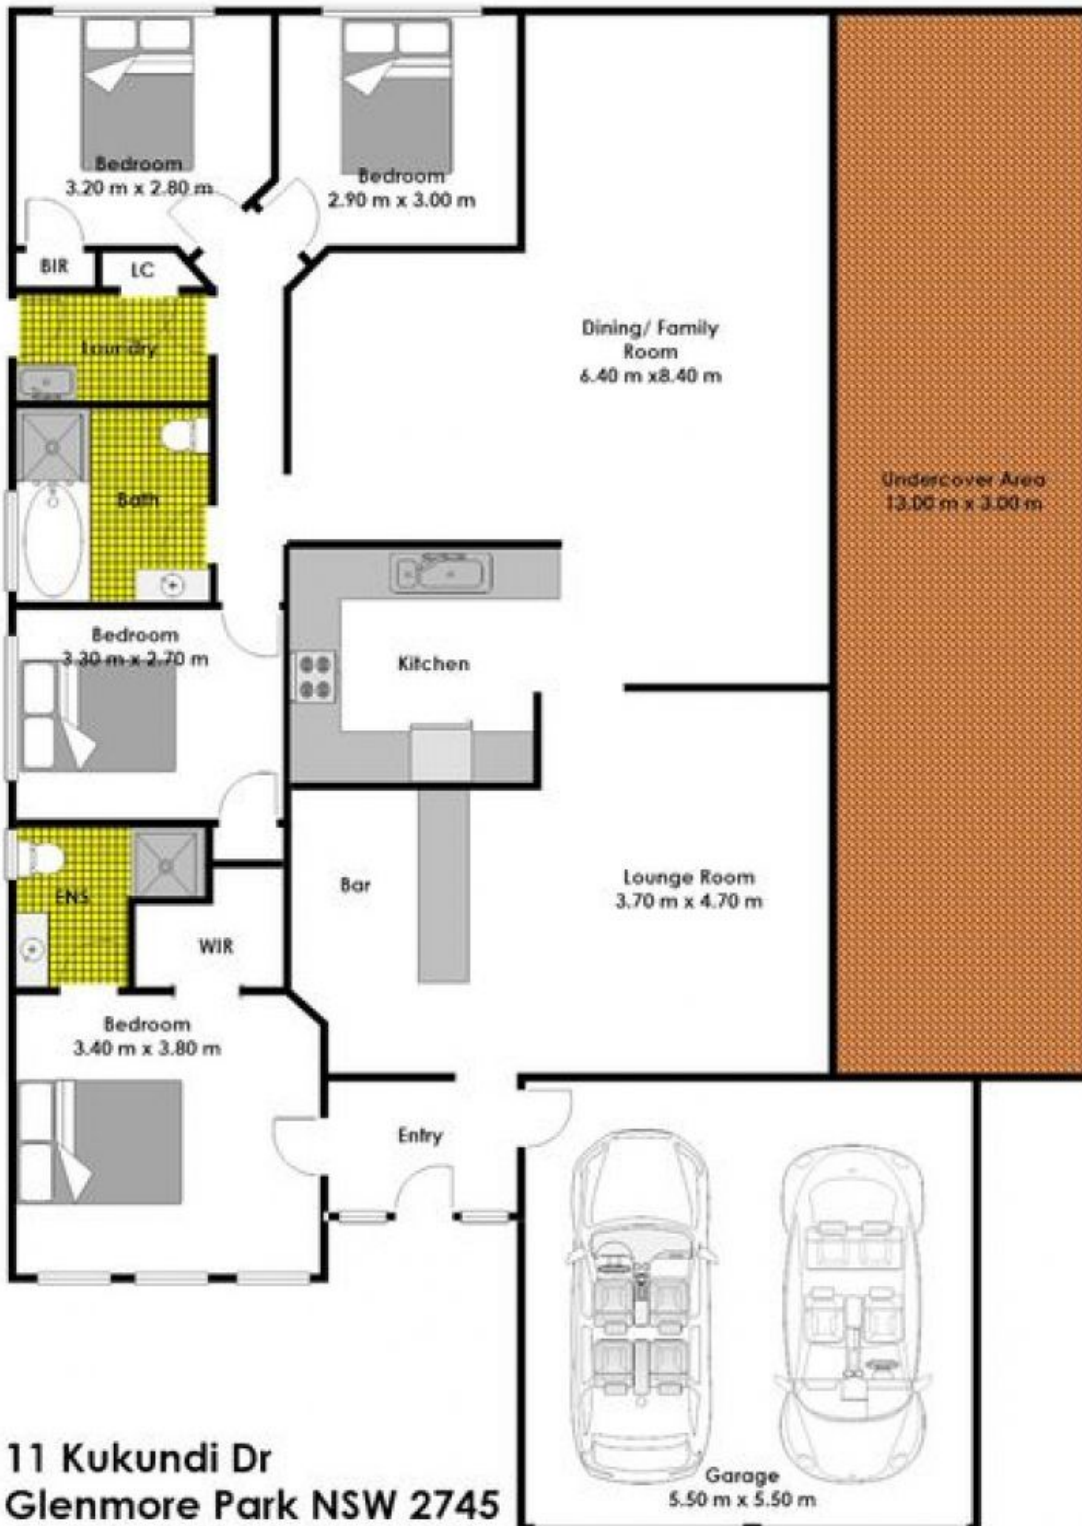 Bedroom
3.20 m x 2.80 m
Bedroom
2.90 m x 3.00 m
BIR
LC
Laundry
Dining/ Family
Room
6.40 m x8.40 m
Bath
Undercover Area
13.00 m x 3.00 m
Bedroom
3.30 m x 2.70 m
Kitchen
ENS
WIR
Bar
Lounge Room
3.70 m x 4.70 m
Bedroom
3.40 m x 3.80 m
Entry
Garage
5.50 m x 5.50 m
11 Kukundi Dr
Glenmore Park NSW 2745